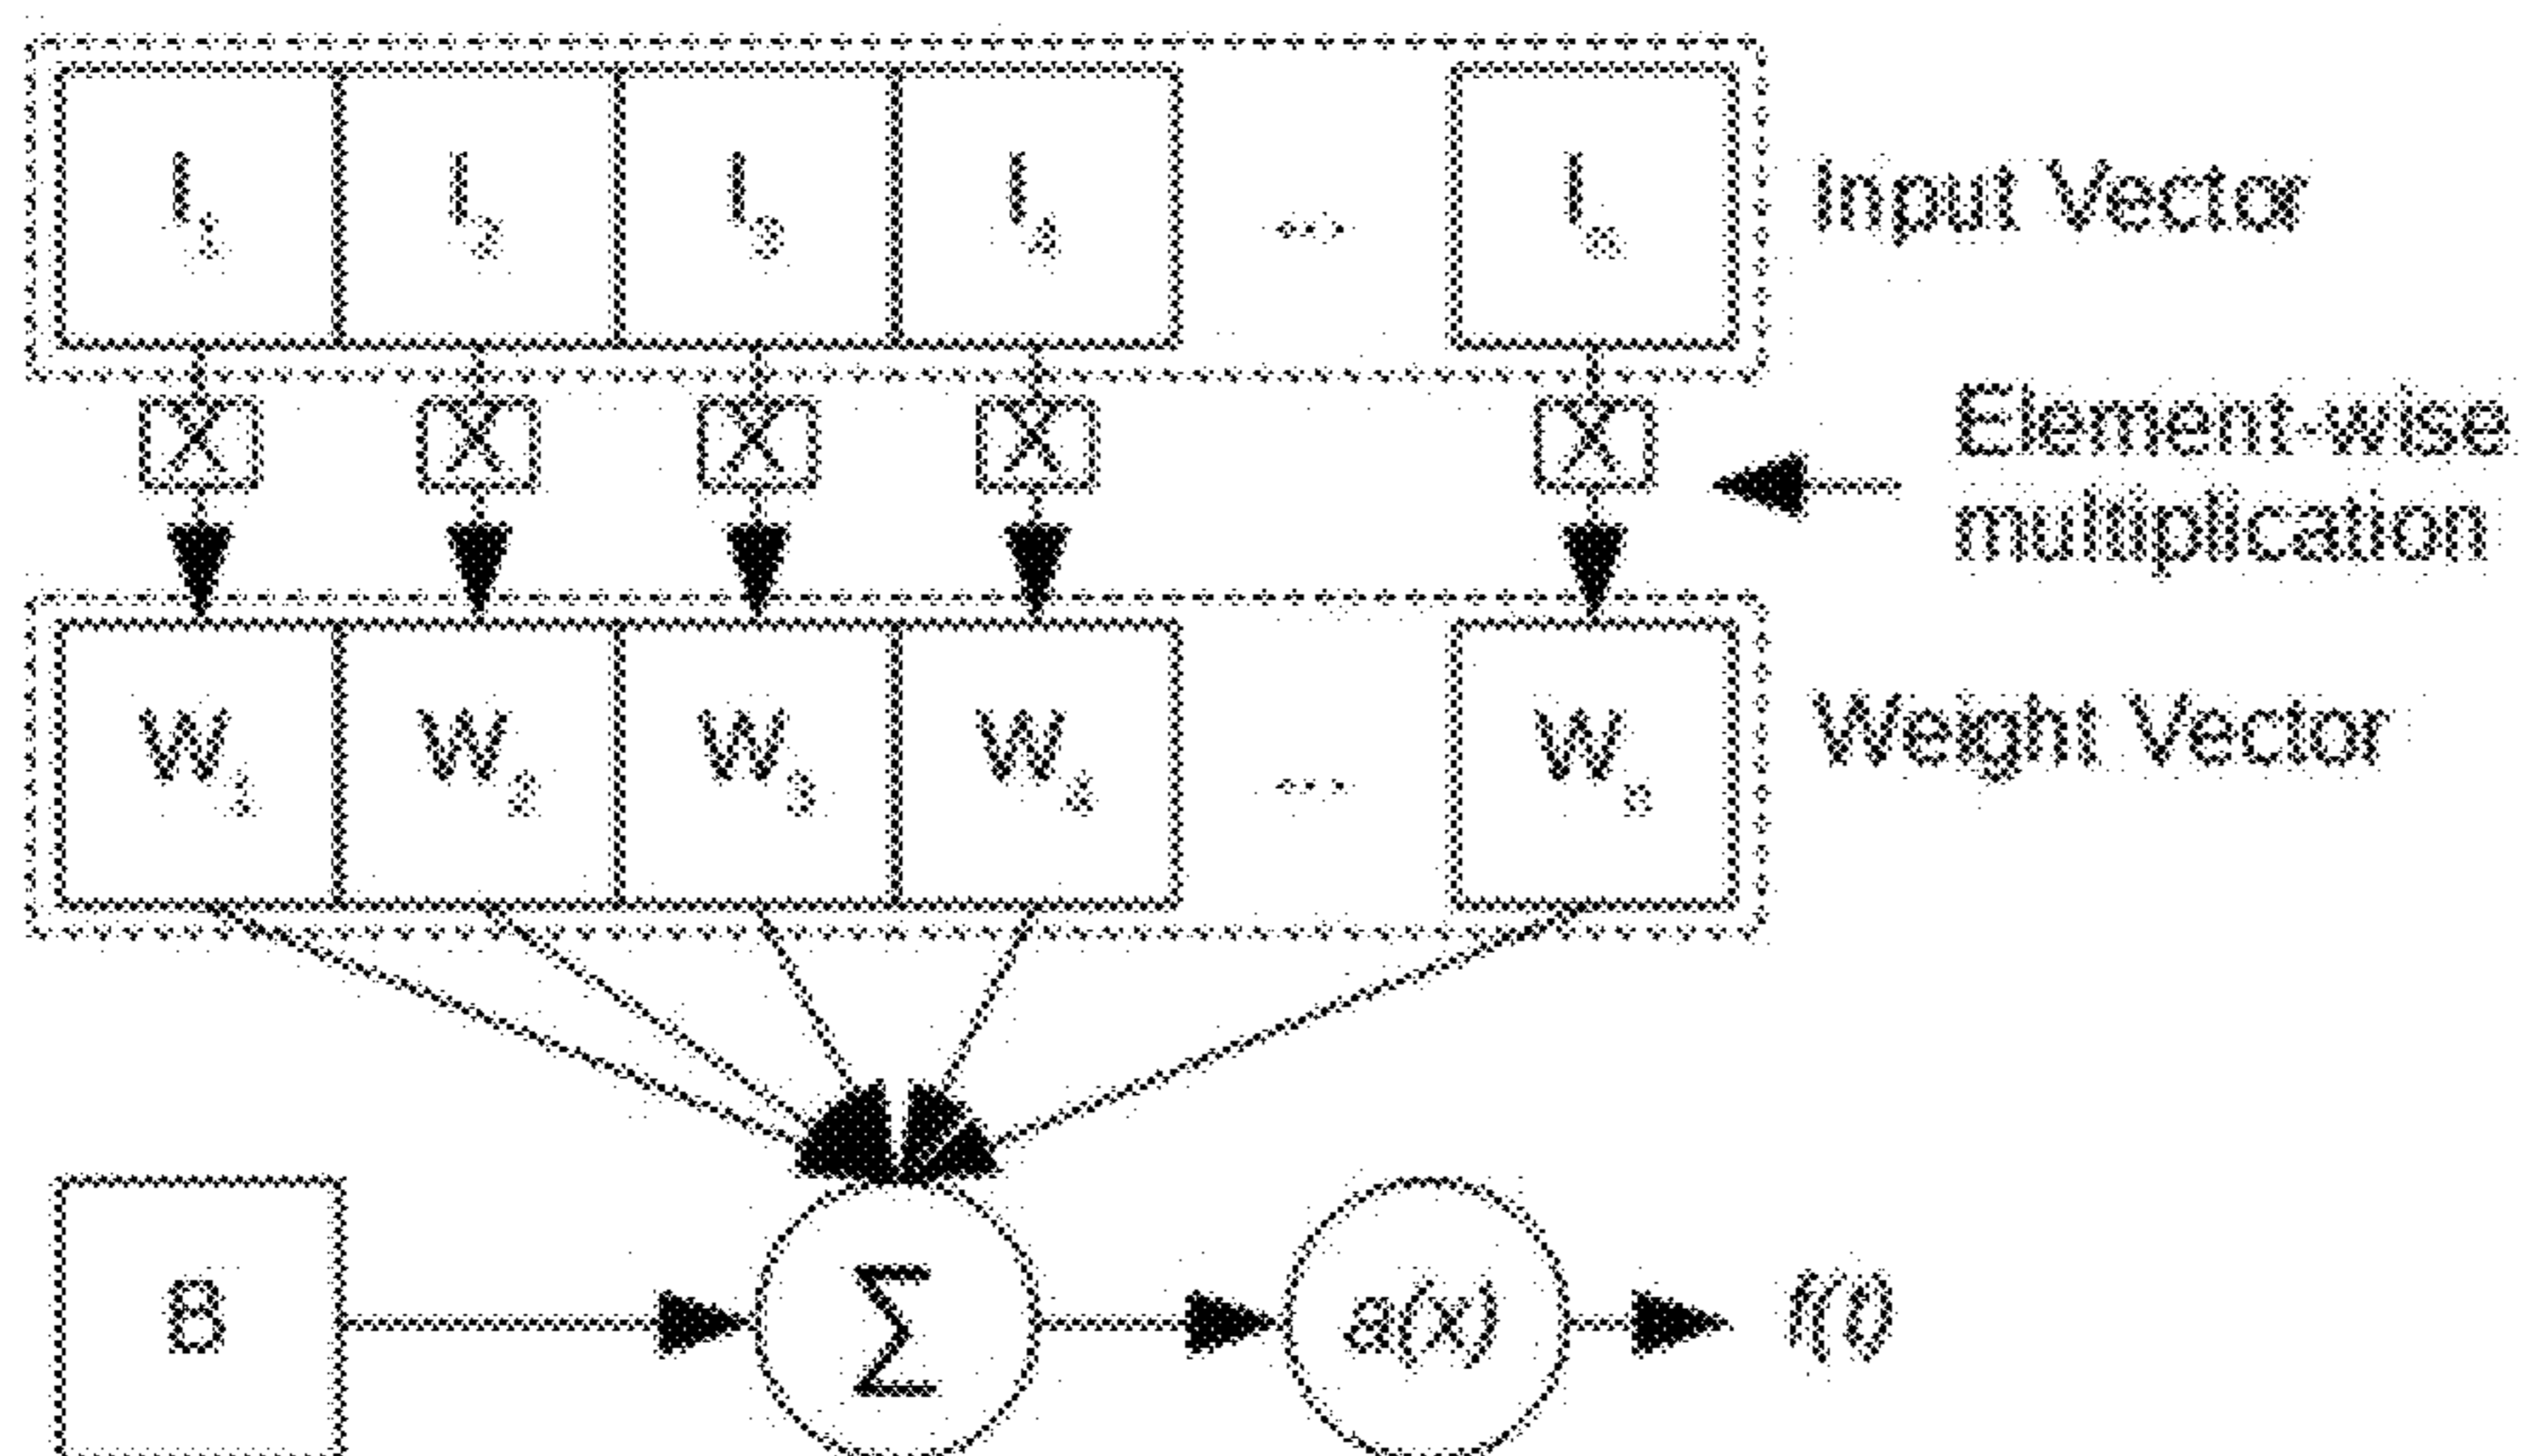 I₁ I₂ I₃ I₄ ... Iₙ Input Vector
X X X X X
Element-wise
multiplication
W₁ W₂ W₃ W₄ ... Wₙ Weight Vector
B Σ a(x) f(I)